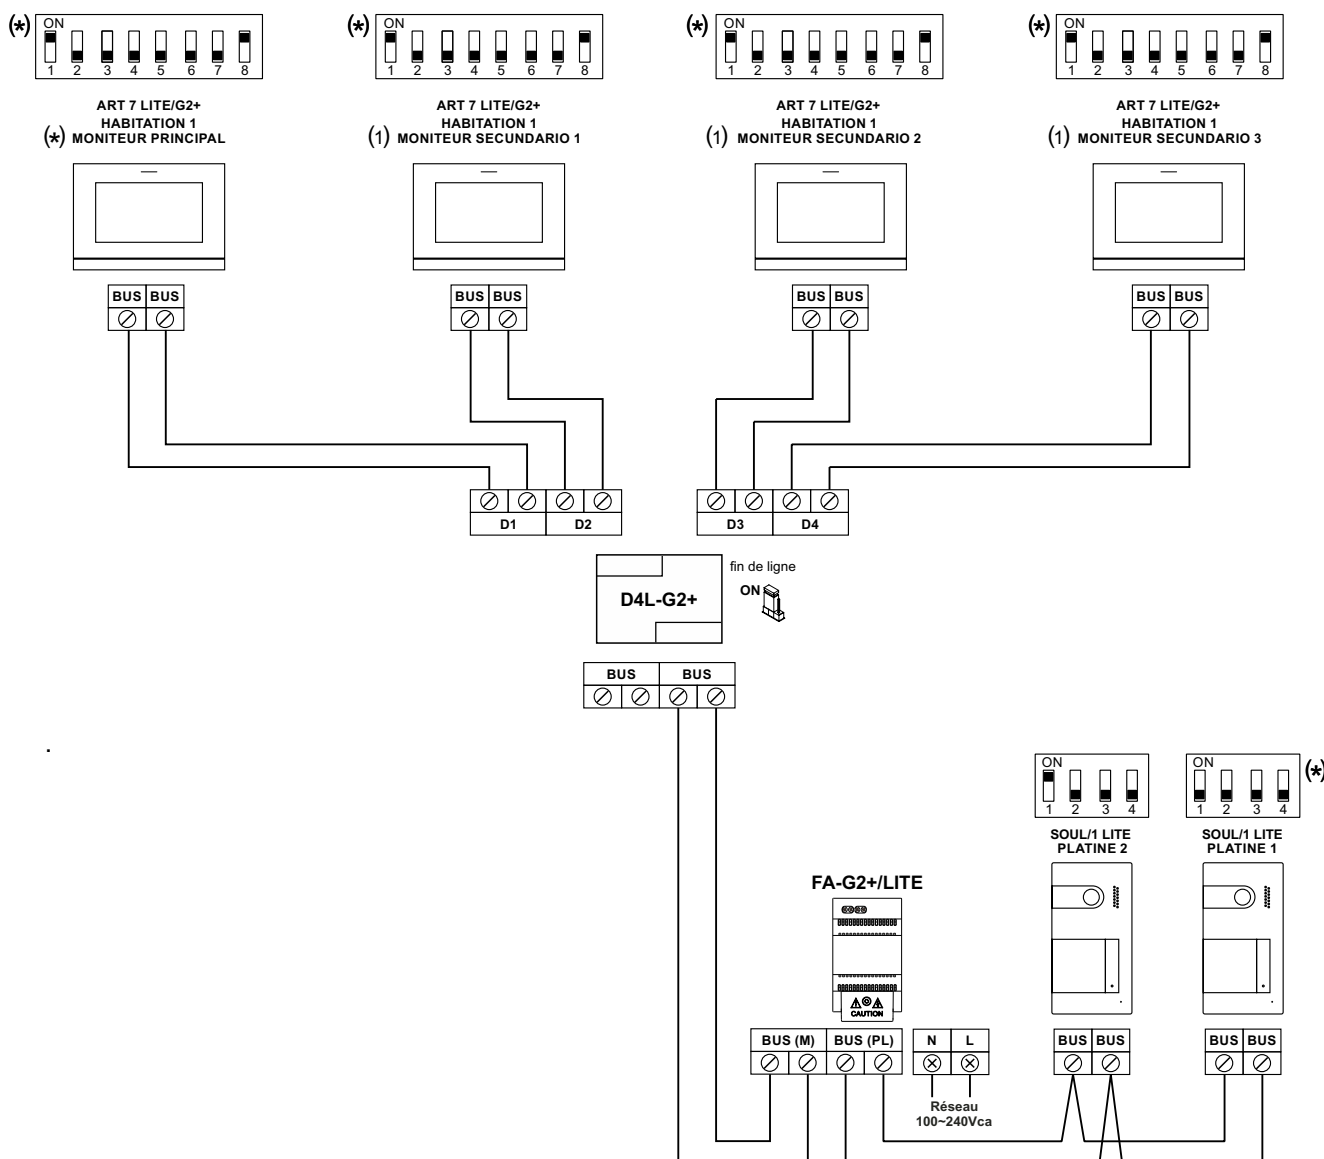 (*) ON (*) ON (*) ON (*) ON
1 2 3 4 5 6 7 8 1 2 3 4 5 6 7 8 1 2 3 4 5 6 7 8 1 2 3 4 5 6 7 8
ART 7 LITE/G2+
HABITATION 1
(*) MONITEUR PRINCIPAL
ART 7 LITE/G2+
HABITATION 1
(1) MONITEUR SECUNDARIO 1
ART 7 LITE/G2+
HABITATION 1
(1) MONITEUR SECUNDARIO 2
ART 7 LITE/G2+
HABITATION 1
(1) MONITEUR SECUNDARIO 3
BUS BUS BUS BUS BUS BUS BUS BUS
D1 D2 D3 D4
fin de ligne
ON
D4L-G2+
BUS BUS
.
ON ON (*)
1 2 3 4 1 2 3 4
SOUL/1 LITE
PLATINE 2
SOUL/1 LITE
PLATINE 1
FA-G2+/LITE
CAUTION
BUS (M) BUS (PL) N L BUS BUS BUS BUS
Réseau
100~240Vca